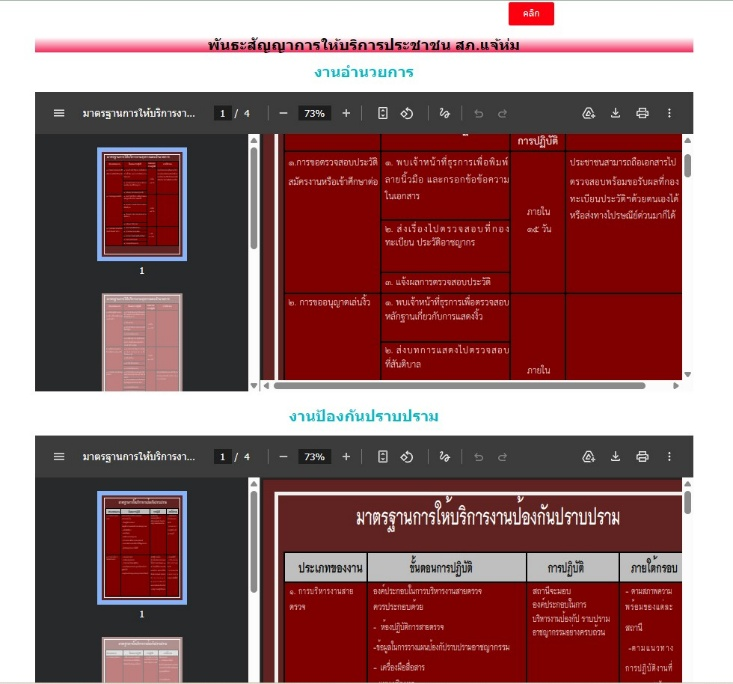 คลิก
พันธะสัญญาการให้บริการประชาชน สภ.แจ้ห่ม
งานอำนวยการ
มาตรฐานการให้บริการงา...
1 / 4
73%
การปฏิบัติ
๑.การขอตรวจสอบประวัติ
สมัครงานหรือเข้าศึกษาต่อ
๑. พบเจ้าหน้าที่ธุรการเพื่อพิมพ์
ลายนิ้วมือ และกรอกข้อข้อความ
ในเอกสาร
๒. ส่งเรื่องไปตรวจสอบที่กอง
ทะเบียน ประวัติอาชญากร
๓. แจ้งผลการตรวจสอบประวัติ
ภายใน
๑๕ วัน
ประชาชนสามารถถือเอกสารไป
ตรวจสอบพร้อมขอรับผลที่กอง
ทะเบียนประวัติฯด้วยตนเองได้
หรือส่งทางไปรษณีย์ด่วนมาก็ได้
๒. การขออนุญาตเล่นงิ้ว
๑. พบเจ้าหน้าที่ธุรการเพื่อตรวจสอบ
หลักฐานเกี่ยวกับการแสดงงิ้ว
๒. ส่งบทการแสดงไปตรวจสอบ
ที่สันติบาล
ภายใน
1
งานป้องกันปราบปราม
มาตรฐานการให้บริการงา...
1 / 4
73%
มาตรฐานการให้บริการงานป้องกันปราบปราม
ประเภทของงาน
ขั้นตอนการปฏิบัติ
การปฏิบัติ
ภายใต้กรอบ
๑. การบริหารงานสาย
ตรวจ
องค์ประกอบในการบริหารงานสายตรวจ
ควรประกอบด้วย
- ห้องปฏิบัติการสายตรวจ
-ข้อมูลในการวางแผนป้องกันปราบปรามอาชญากรรม
- เครื่องมือสื่อสาร
สถานีจะมอบ
องค์ประกอบในการ
บริหารงานป้องกัป ราบปราม
อาชญากรรมอย่างครบถ้วน
- ตามสภาพความ
พร้อมของแต่ละ
สถานี
-ตามแนวทาง
การปฏิบัติงานที่
1